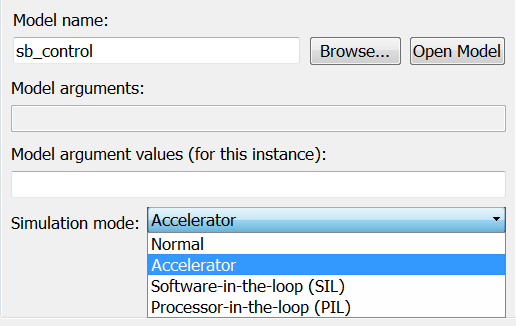 Model name:
sb_control Browse... Open Model
Model arguments:
Model argument values (for this instance):
Simulation mode: Accelerator
Normal
Accelerator
Software-in-the-loop (SIL)
Processor-in-the-loop (PIL)